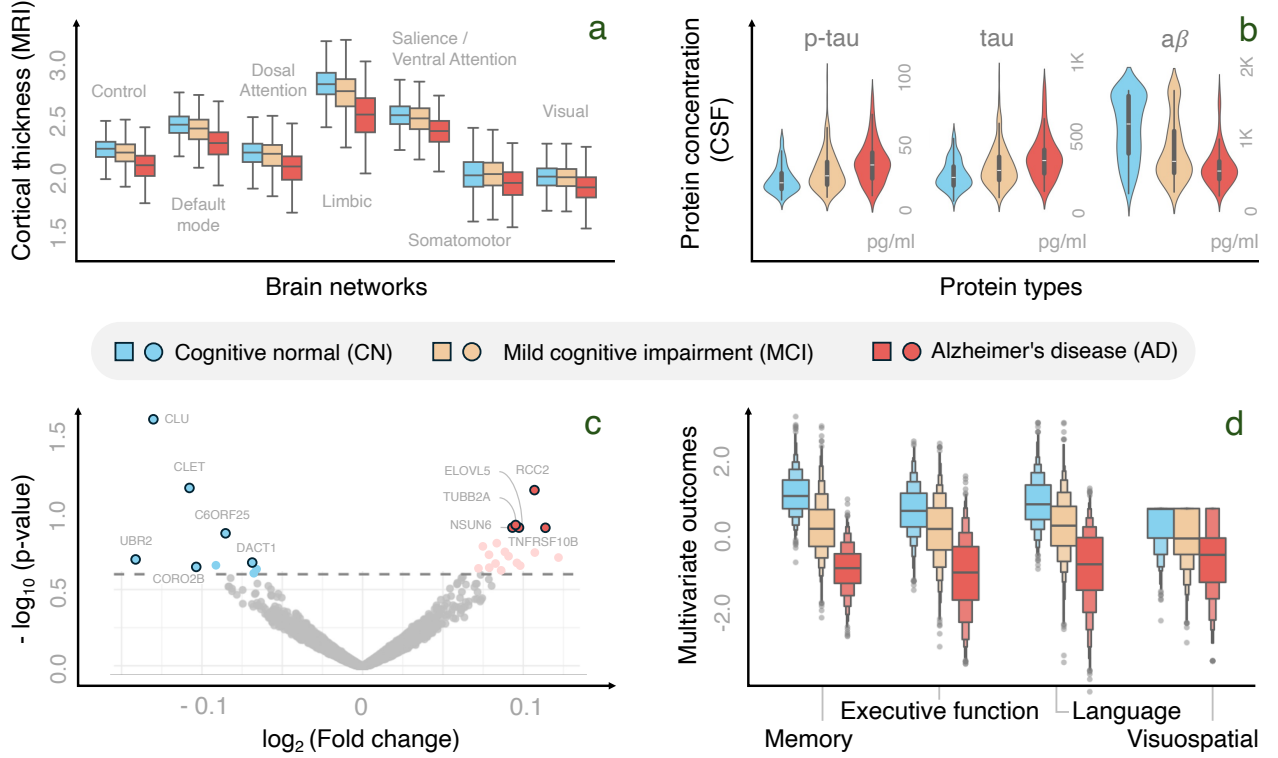 a
Cortical thickness (MRI)
3.0
2.5
2.0
1.5
Control
Default
mode
Dosal
Attention
Limbic
Salience /
Ventral Attention
Somatomotor
Visual
Brain networks
b
Protein concentration
(CSF)
p-tau
tau
aβ
100
50
0
pg/ml
1K
500
0
pg/ml
2K
1K
0
pg/ml
Protein types
Cognitive normal (CN)
Mild cognitive impairment (MCI)
Alzheimer's disease (AD)
c
- log10 (p-value)
1.5
1.0
0.5
0.0
CLU
CLET
C6ORF25
UBR2
DACT1
CORO2B
ELOVL5
RCC2
TUBB2A
NSUN6
TNFRSF10B
- 0.1
0
0.1
log2 (Fold change)
d
Multivariate outcomes
2.0
0.0
-2.0
Executive function
Language
Memory
Visuospatial